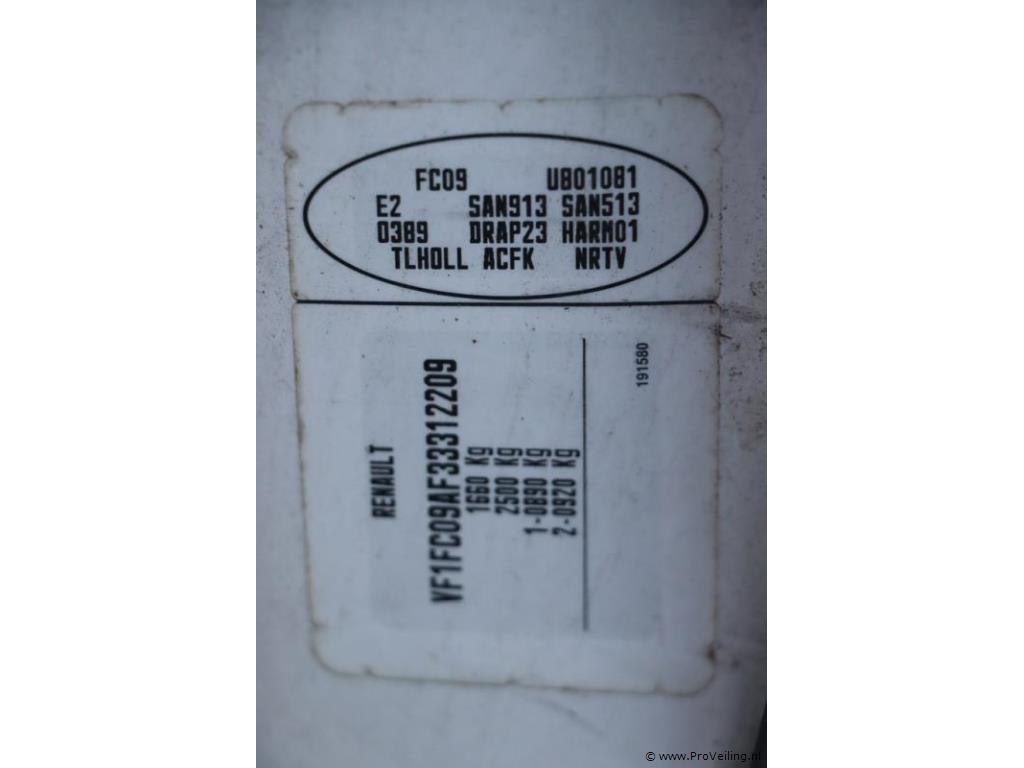 FC09 U801081
E2 SAN913 SAN513
0389 DRAP23 HARM01
TLHOLL ACFK NRTV
RENAULT
VF1FC09AF33312209
1660 Kg
2500 Kg
1-0890 Kg
2-0920 Kg
191580
© www.ProVeiling.nl